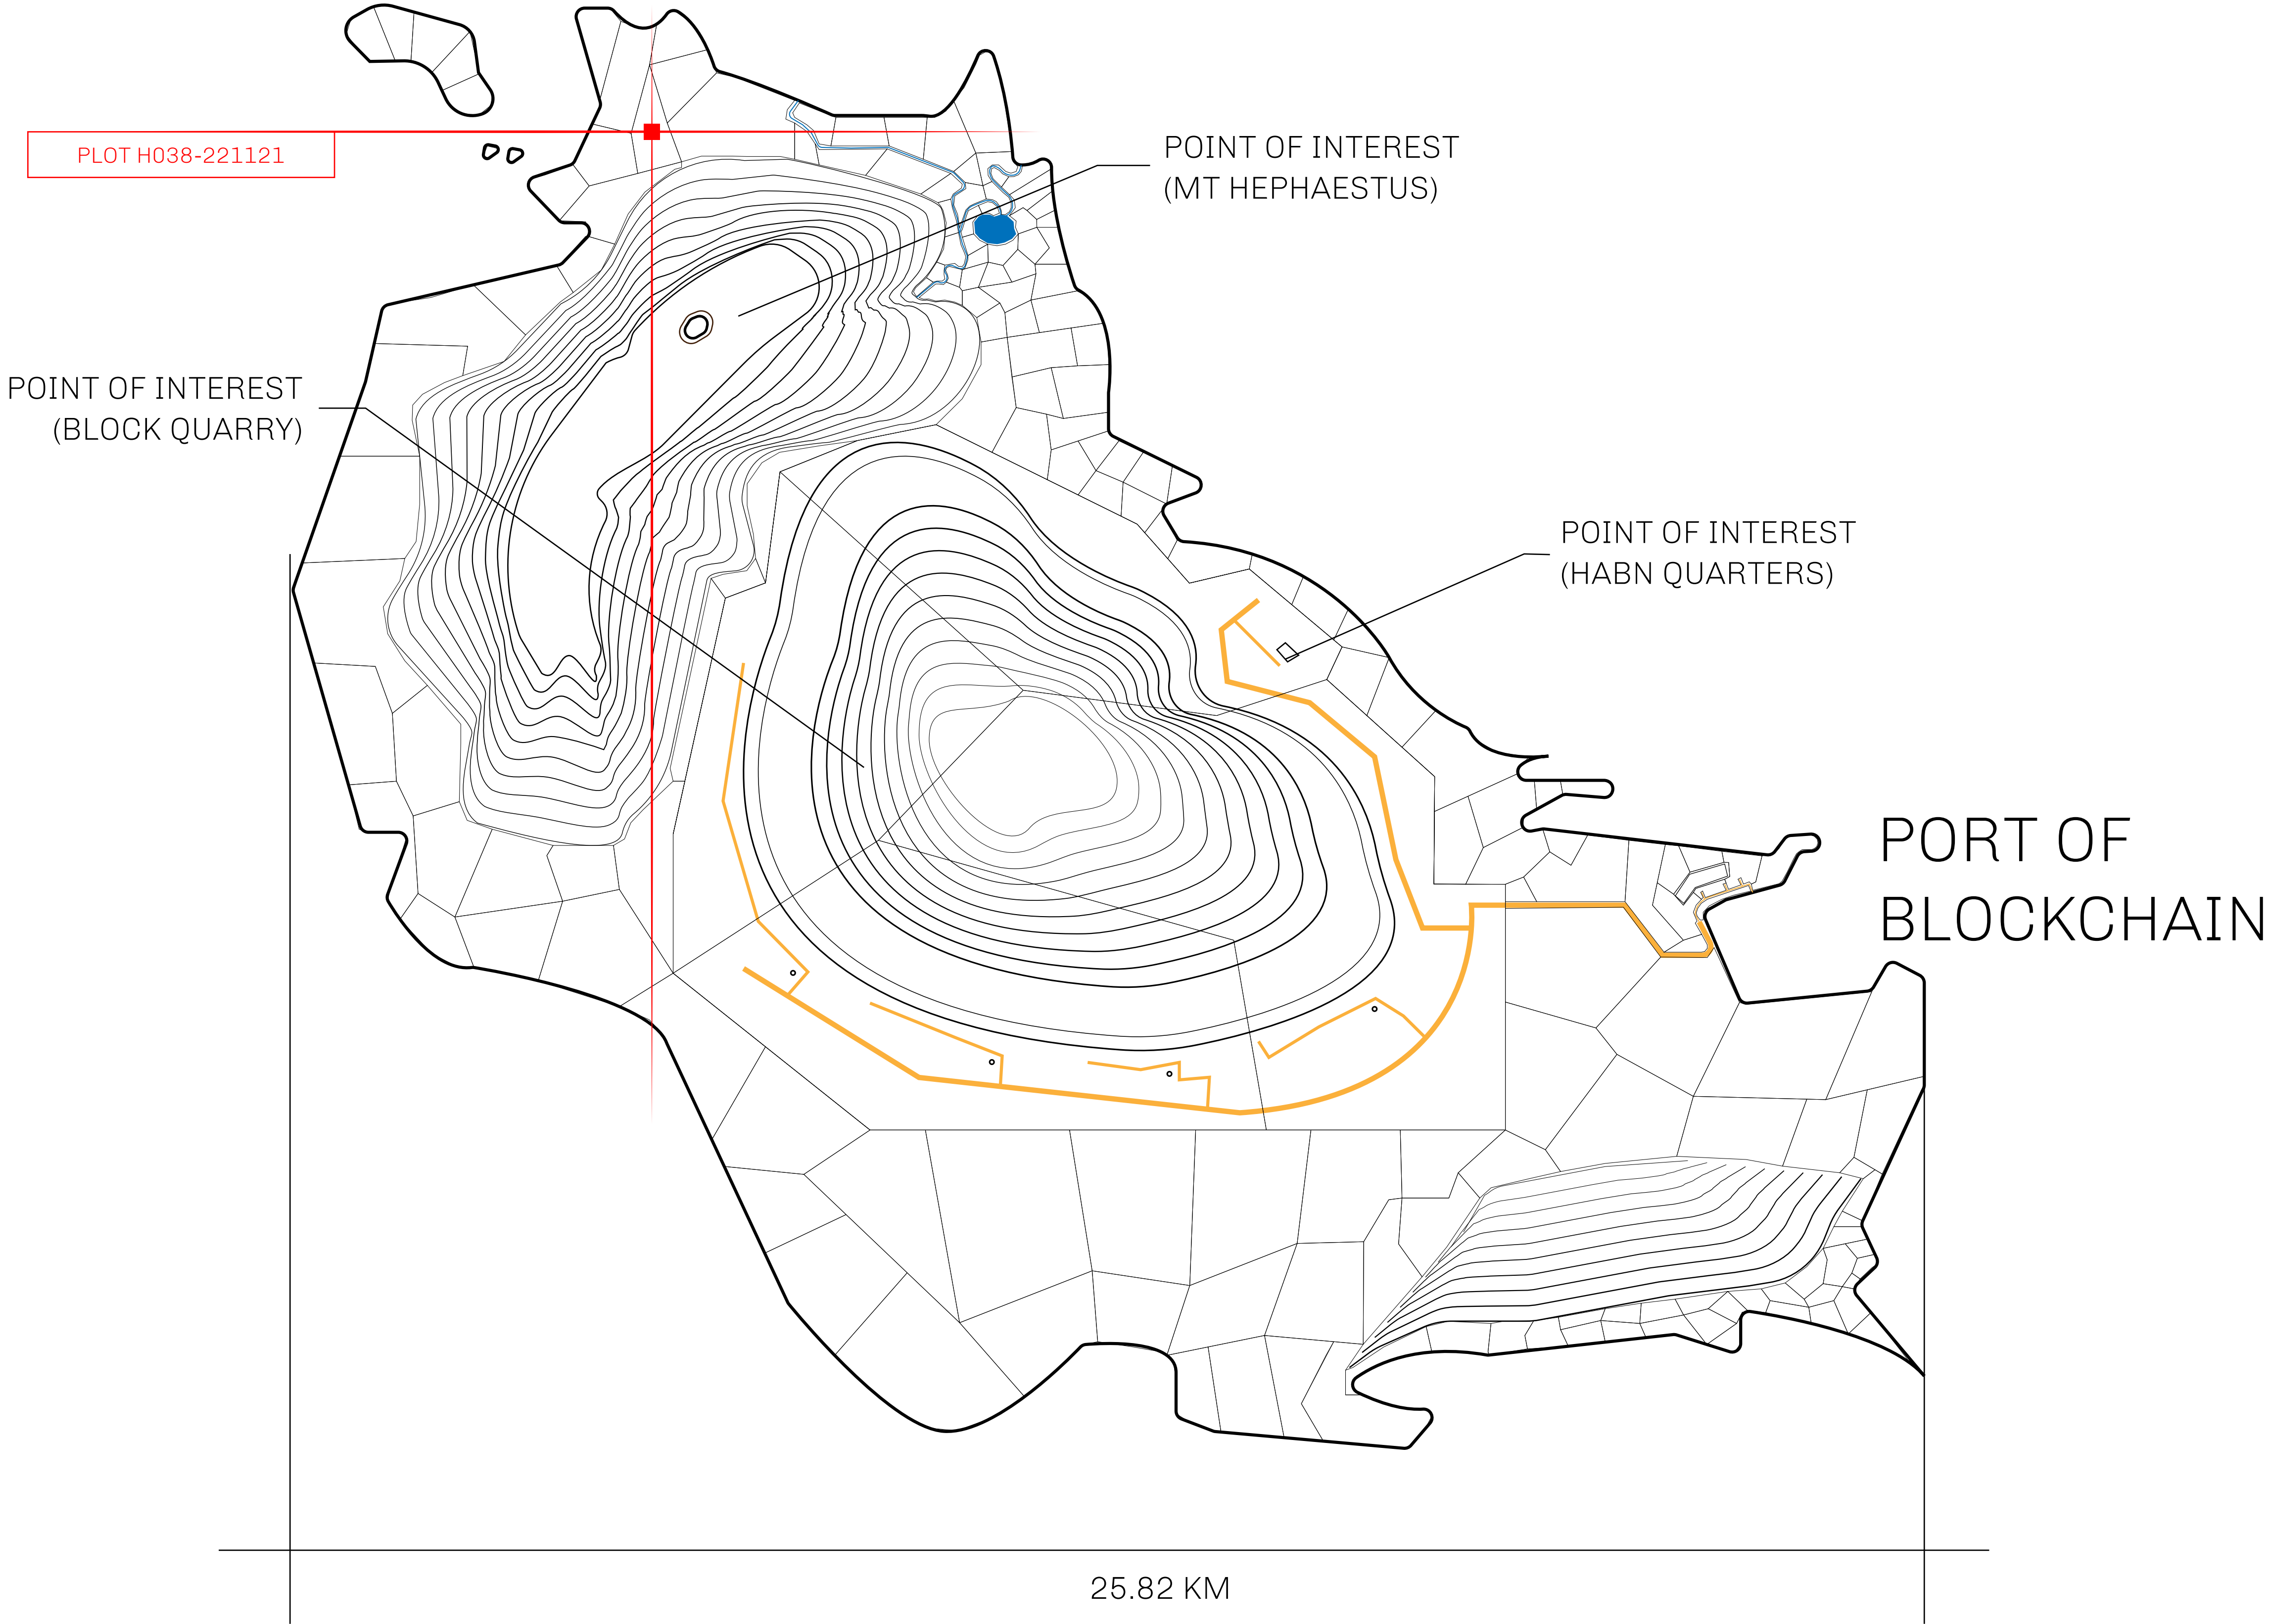 PLOT H038-221121
POINT OF INTEREST
(MT HEPHAESTUS)
POINT OF INTEREST
(BLOCK QUARRY)
POINT OF INTEREST
(HABN QUARTERS)
PORT OF
BLOCKCHAIN
25.82 KM